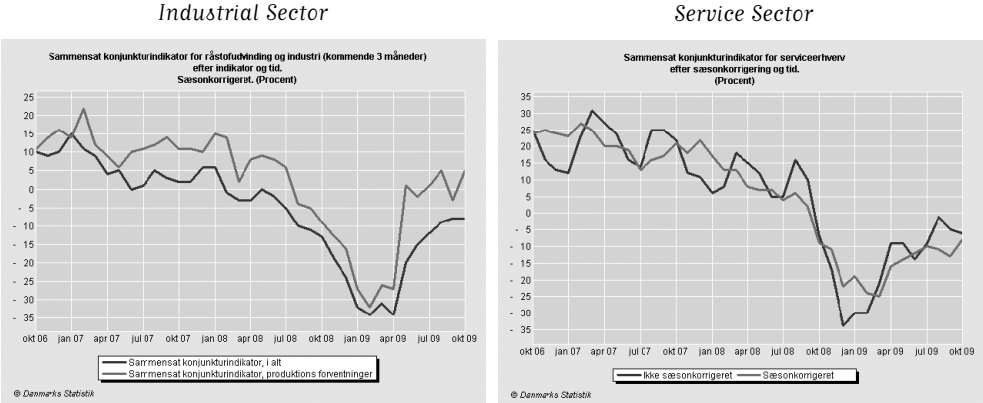 Industrial Sector
Sammensat konjunkturindikator for råstofudvinding og industri (kommende 3 måneder)
efter indikator og tid.
Sæsonkorrigeret. (Procent)
25
20
15
10
5
0
- 5
- 10
- 15
- 20
- 25
- 30
- 35
okt 06 jan 07 apr 07 jul 07 okt 07 jan 08 apr 08 jul 08 okt 08 jan 09 apr 09 jul 09 okt 09
Sammensat konjunkturindikator, i alt
Sammensat konjunkturindikator, produktions forventninger
© Danmarks Statistik
Service Sector
Sammensat konjunkturindikator for serviceerhverv
efter sæsonkorrigering og tid.
(Procent)
35
30
25
20
15
10
5
0
- 5
- 10
- 15
- 20
- 25
- 30
- 35
okt 06 jan 07 apr 07 jul 07 okt 07 jan 08 apr 08 jul 08 okt 08 jan 09 apr 09 jul 09 okt 09
Ikke sæsonkorrigeret Sæsonkorrigeret
© Danmarks Statistik